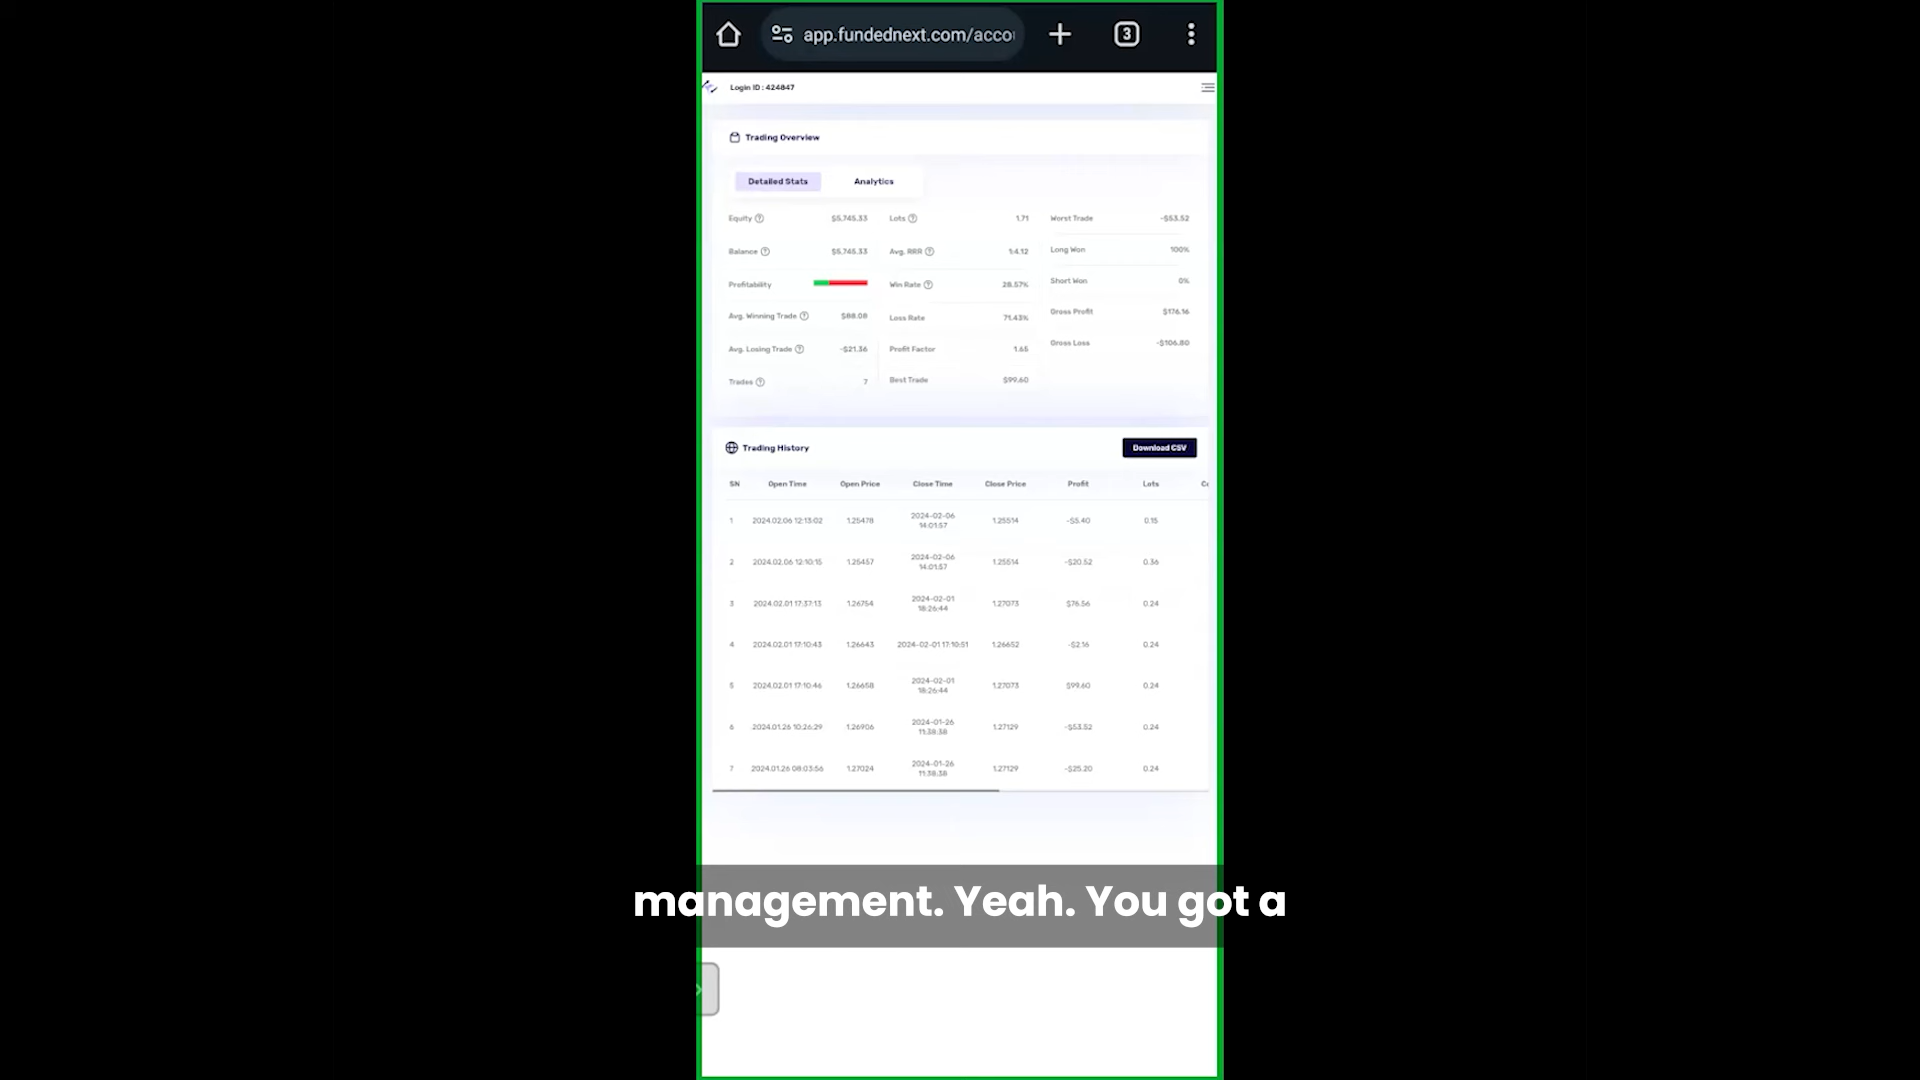 app.fundednext.com/acco
3
Login ID : 424847
Trading Overview
Detailed Stats Analytics
Equity $5,745.33 Lots 1.71 Worst Trade -$53.52
Balance $5,745.33 Avg. RRR 1:4.12 Long Won 100%
Profitability Win Rate 28.57% Short Won 0%
Avg. Winning Trade $88.08 Loss Rate 71.43% Gross Profit $176.16
Avg. Losing Trade -$21.36 Profit Factor 1.65 Gross Loss -$106.80
Trades 7 Best Trade $99.60
Trading History Download CSV
SN Open Time Open Price Close Time Close Price Profit Lots Co
1 2024.02.06 12:13:02 1.25478 2024-02-06 14:01:57 1.25514 -$5.40 0.15
2 2024.02.06 12:10:15 1.25457 2024-02-06 14:01:57 1.25514 -$20.52 0.36
3 2024.02.01 17:37:13 1.26754 2024-02-01 18:26:44 1.27073 $76.56 0.24
4 2024.02.01 17:10:43 1.26643 2024-02-01 17:10:51 1.26652 -$2.16 0.24
5 2024.02.01 17:10:46 1.26658 2024-02-01 18:26:44 1.27073 $99.60 0.24
6 2024.01.26 10:26:29 1.26906 2024-01-26 11:38:38 1.27129 -$53.52 0.24
7 2024.01.26 08:03:56 1.27024 2024-01-26 11:38:38 1.27129 -$25.20 0.24
management. Yeah. You got a